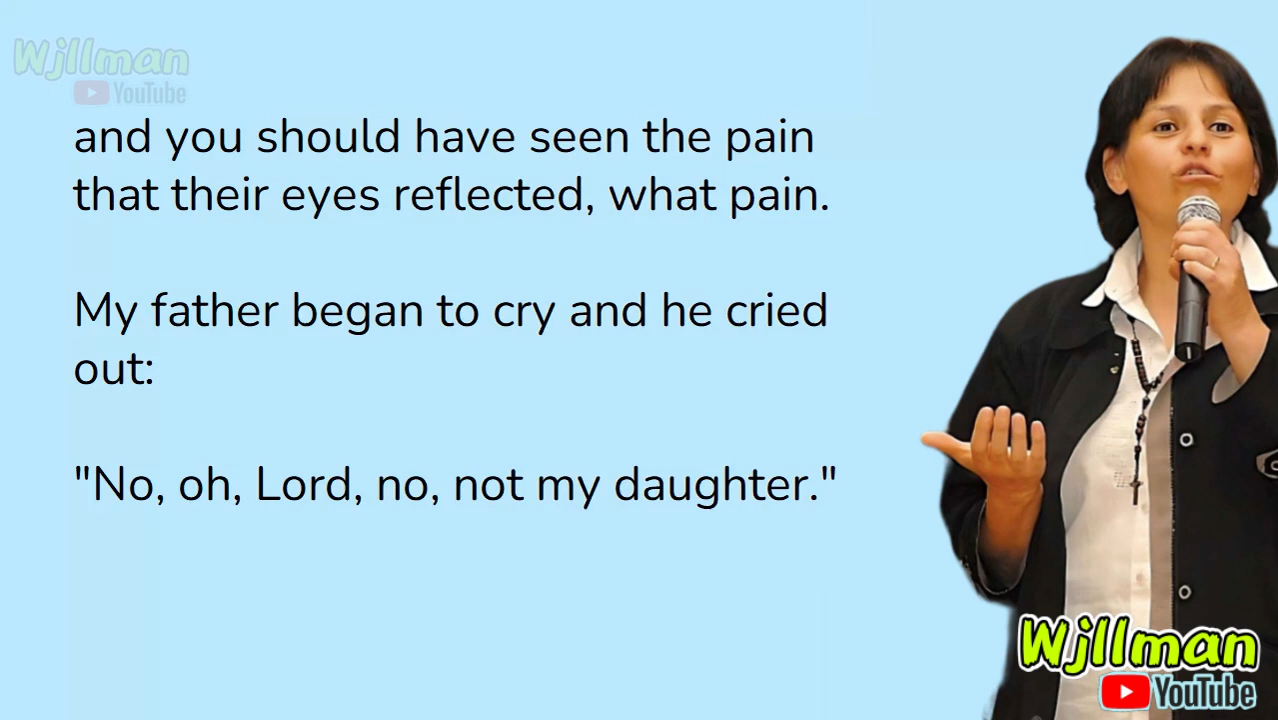 Wjllman
YouTube
and you should have seen the pain
that their eyes reflected, what pain.
My father began to cry and he cried
out:
"No, oh, Lord, no, not my daughter."
Wjllman
YouTube